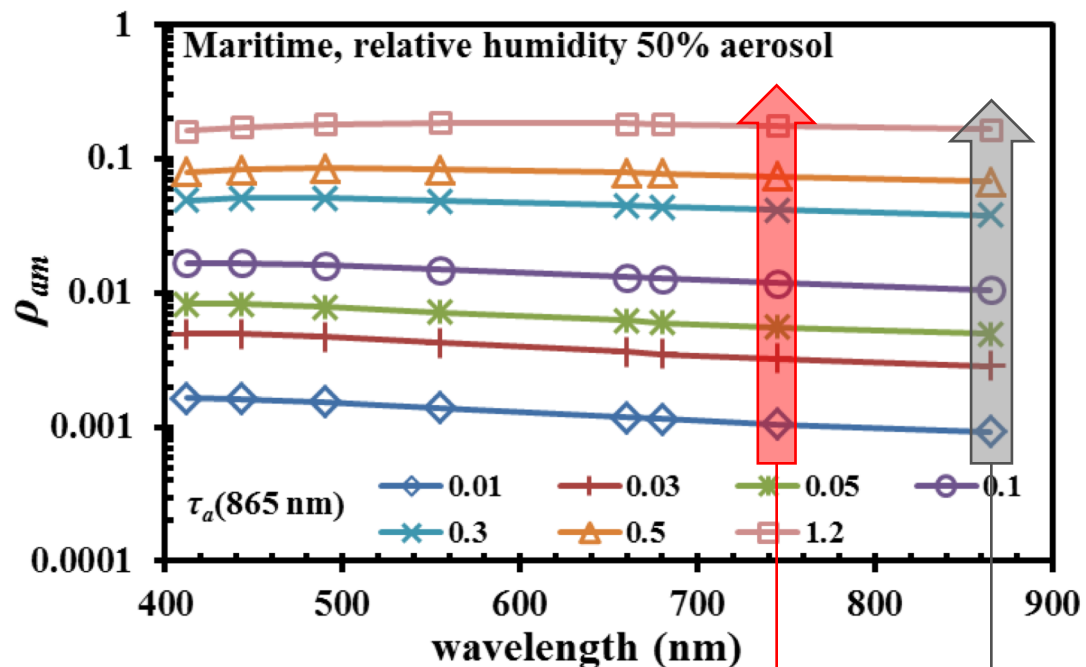 1
Maritime, relative humidity 50% aerosol
0.1
0.01
0.001
0.0001
ρam
τa(865 nm)
0.01 0.03 0.05 0.1
0.3 0.5 1.2
400 500 600 700 800 900
wavelength (nm)